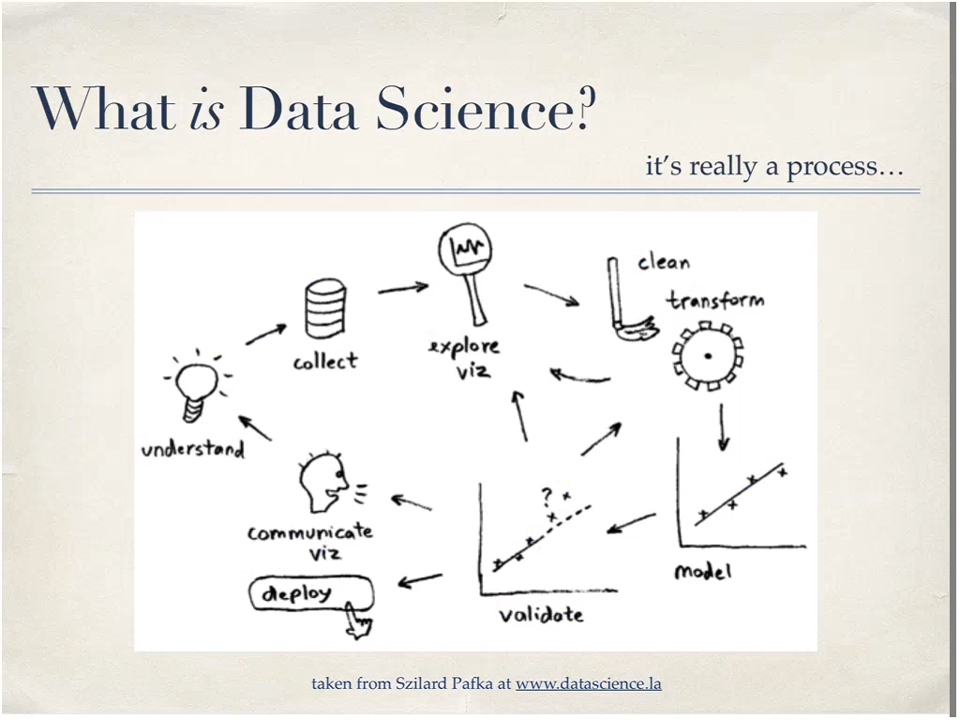 What is Data Science?
it's really a process…
clean
transform
collect
explore
viz
understand
?
communicate
viz
model
deploy
validate
taken from Szilard Pafka at www.datascience.la